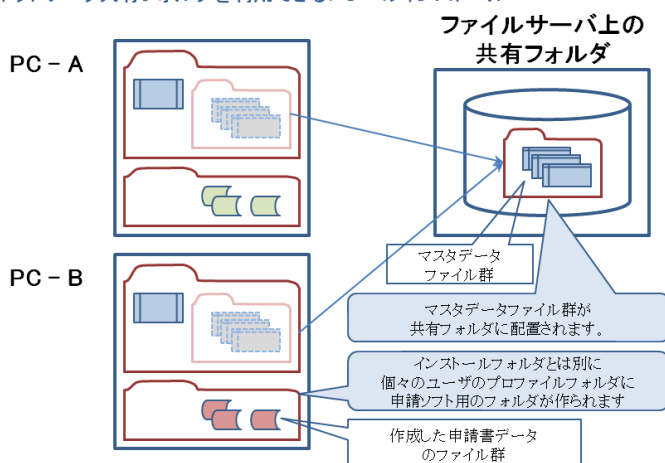 ファイルサーバ上の
共有フォルダ
PC－A
マスタデータ
ファイル群
PC－B
マスタデータファイル群が
共有フォルダに配置されます。
インストールフォルダとは別に
個々のユーザのプロファイルフォルダに
申請ソフト用のフォルダが作られます
作成した申請書データ
のファイル群